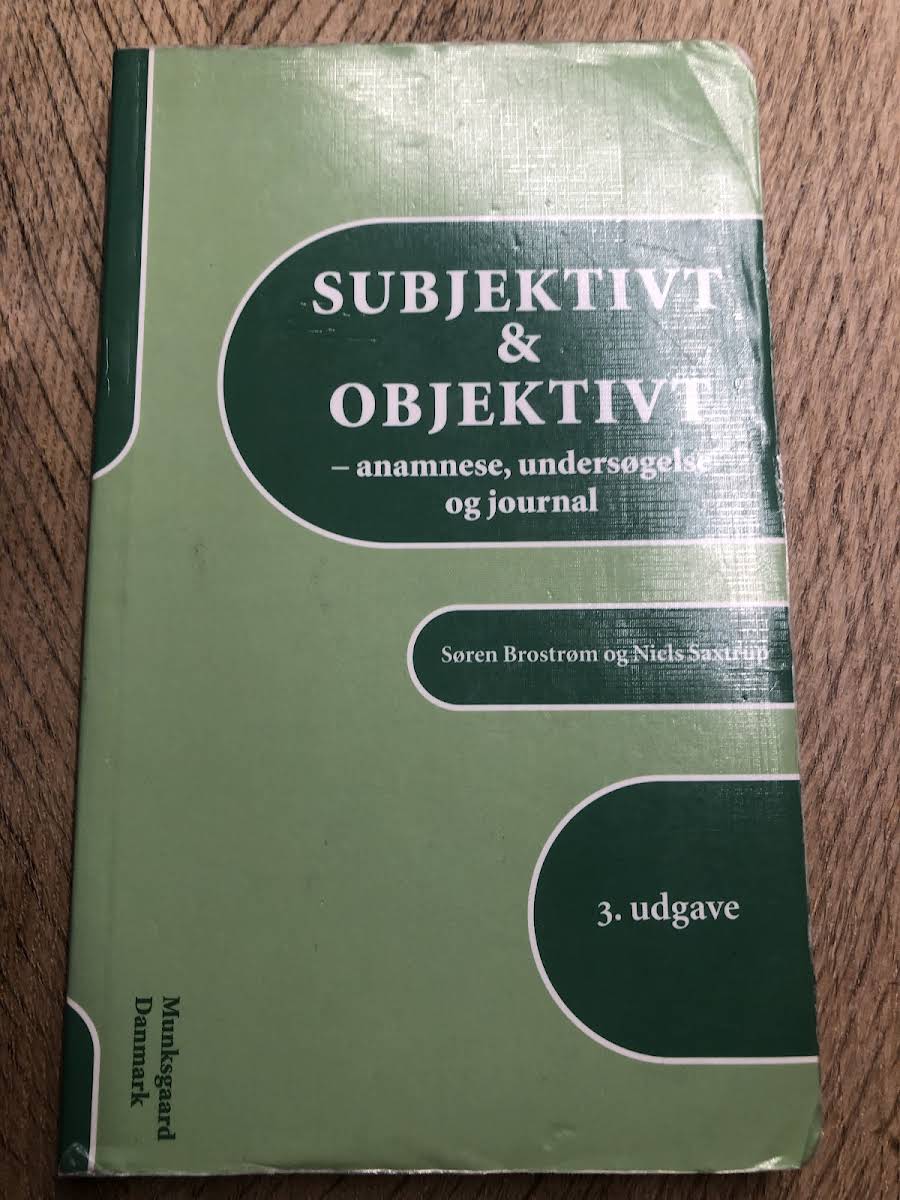 SUBJEKTIVT
&
OBJEKTIVT
– anamnese, undersøgelse
og journal
Søren Brostrøm og Niels Saxtrup
3. udgave
Munksgaard
Danmark